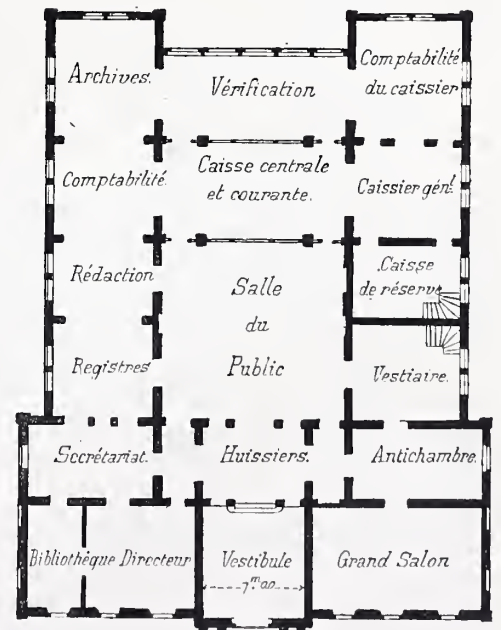 Archives.
Vérification
Comptabilité
du caissier
Comptabilité.
Caisse centrale
et courante.
Caissier génl.
Rédaction
Salle
du
Public
Caisse
de réserve
Registres
Vestiaire.
Secrétariat.
Huissiers.
Antichambre.
Bibliothèque
Directeur
Vestibule
7m00
Grand Salon